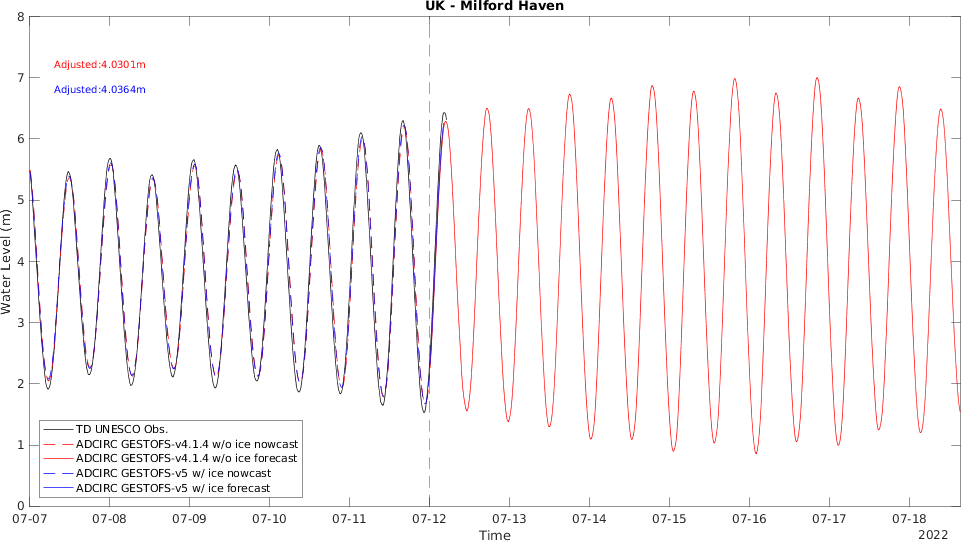 UK - Milford Haven
8
7
6
5
4
3
2
1
0
Water Level (m)
Adjusted:4.0301m
Adjusted:4.0364m
TD UNESCO Obs.
ADCIRC GESTOFS-v4.1.4 w/o ice nowcast
ADCIRC GESTOFS-v4.1.4 w/o ice forecast
ADCIRC GESTOFS-v5 w/ ice nowcast
ADCIRC GESTOFS-v5 w/ ice forecast
07-07 07-08 07-09 07-10 07-11 07-12 07-13 07-14 07-15 07-16 07-17 07-18
Time
2022